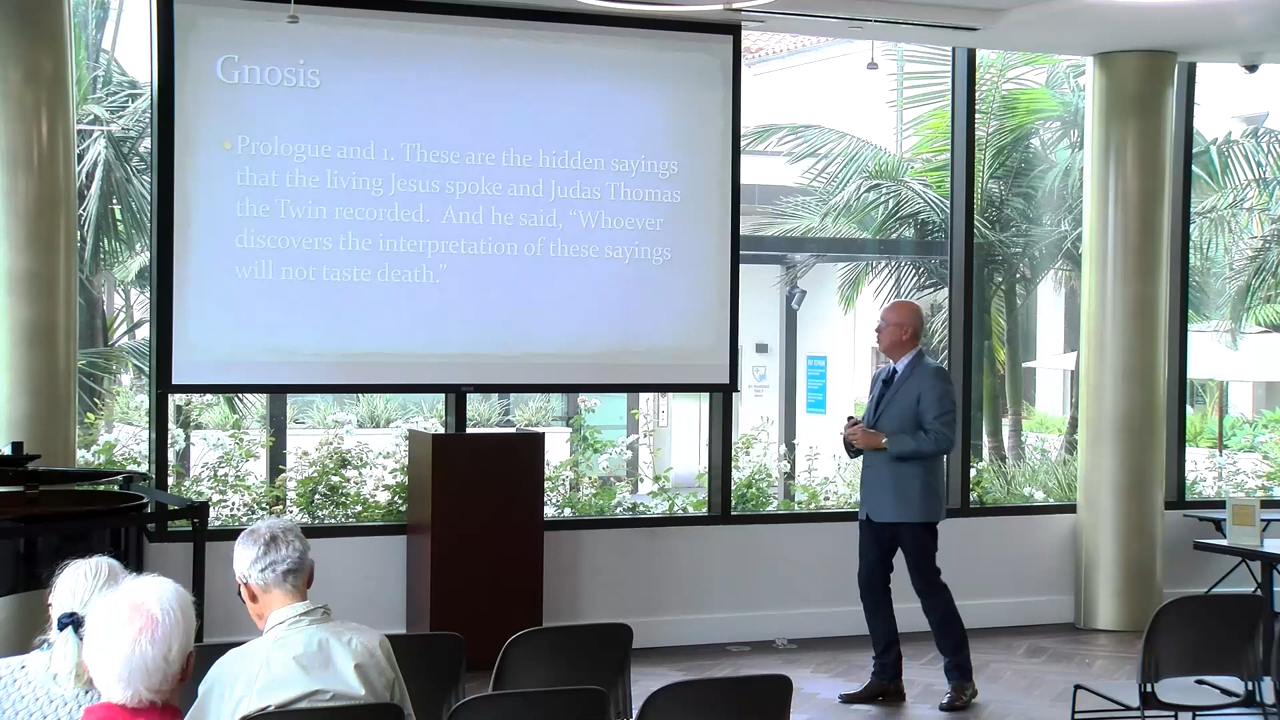 Gnosis
Prologue and 1. These are the hidden sayings
that the living Jesus spoke and Judas Thomas
the Twin recorded. And he said, “Whoever
discovers the interpretation of these sayings
will not taste death.”